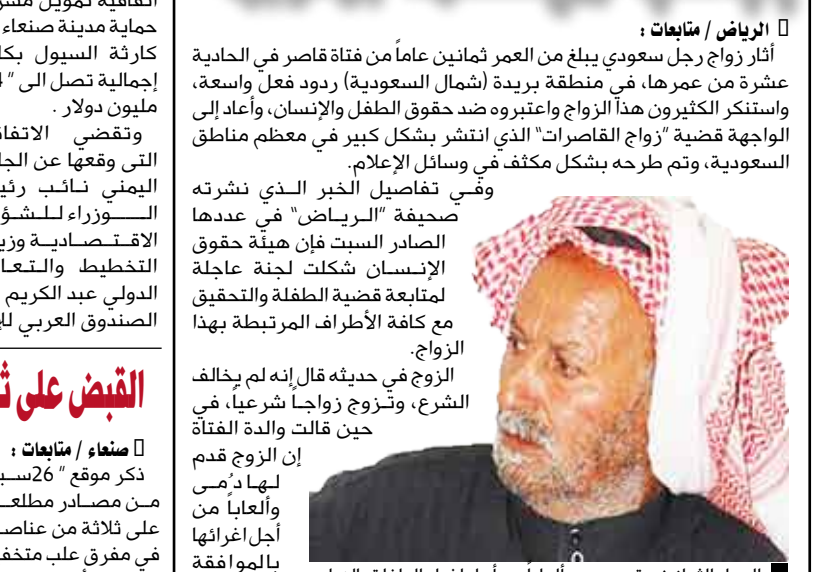 الرياض / متابعات :
أثار زواج رجل سعودي يبلغ من العمر ثمانين عاماً من فتاة قاصر في الحادية
عشرة من عمرها، في منطقة بريدة (شمال السعودية) ردود فعل واسعة،
واستنكر الكثيرون هذا الزواج واعتبروه ضد حقوق الطفل والإنسان، وأعاد إلى
الواجهة قضية "زواج القاصرات" الذي انتشر بشكل كبير في معظم مناطق
السعودية، وتم طرحه بشكل مكثف في وسائل الإعلام.
وفي تفاصيل الخبر الذي نشرته
صحيفة "الرياض" في عددها
الصادر السبت فإن هيئة حقوق
الإنسان شكلت لجنة عاجلة
لمتابعة قضية الطفلة والتحقيق
مع كافة الأطراف المرتبطة بهذا
الزواج.
الزوج في حديثه قال إنه لم يخالف
الشرع، وتزوج زواجاً شرعياً، في
حين قالت والدة الفتاة
إن الزوج قدم
لها دُمى
وألعاباً من
أجل اغرائها
بالموافقة
حماية مدينة صنعاء
كارثة السيول بكا
إجمالية تصل الى "
مليون دولار .
وتقضي الاتفا
التى وقعها عن الجا
اليمني نائب رئي
الوزراء للشؤ
الاقتصادية وزي
التخطيط والتعا
الدولي عبد الكريم
الصندوق العربي للإ
القبض على ث
صنعاء / متابعات :
ذكر موقع " 26سب
من مصادر مطلع
على ثلاثة من عناص
في مفرق علب متخف